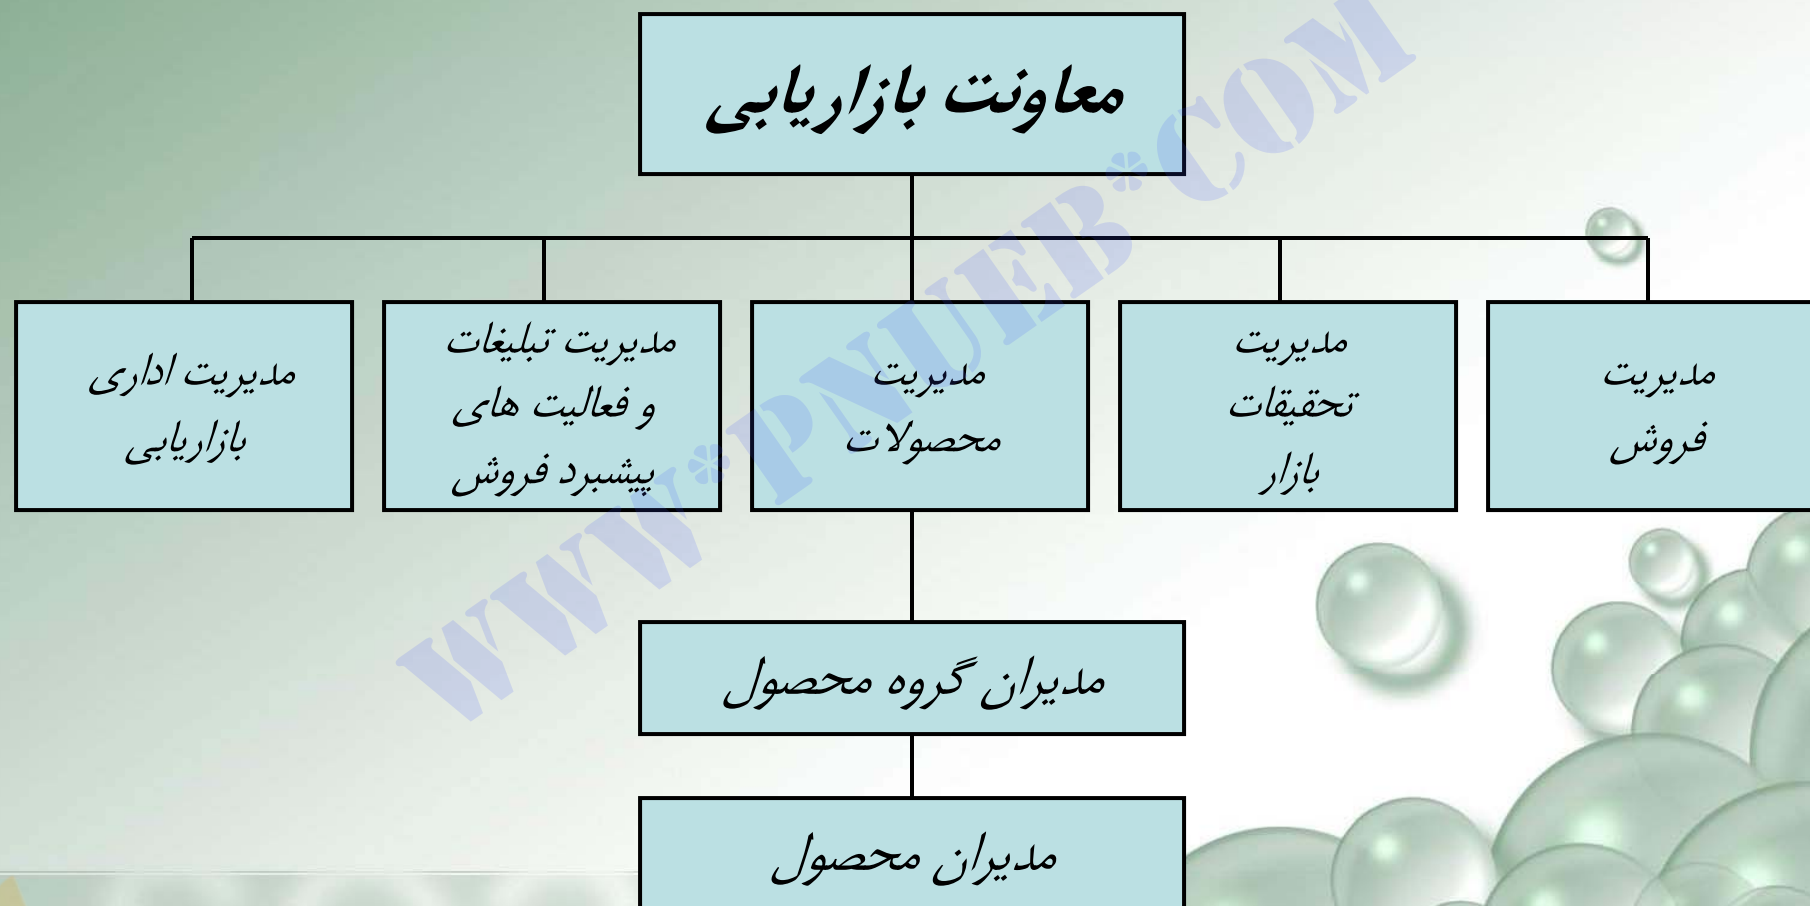 معاونت بازاریابی
مدیریت
فروش
مدیریت
تحقیقات
بازار
مدیریت
محصولات
مدیریت تبلیغات
و فعالیت های
پیشبرد فروش
مدیریت اداری
بازاریابی
مدیران گروه محصول
مدیران محصول
WWW*PNUEB*COM